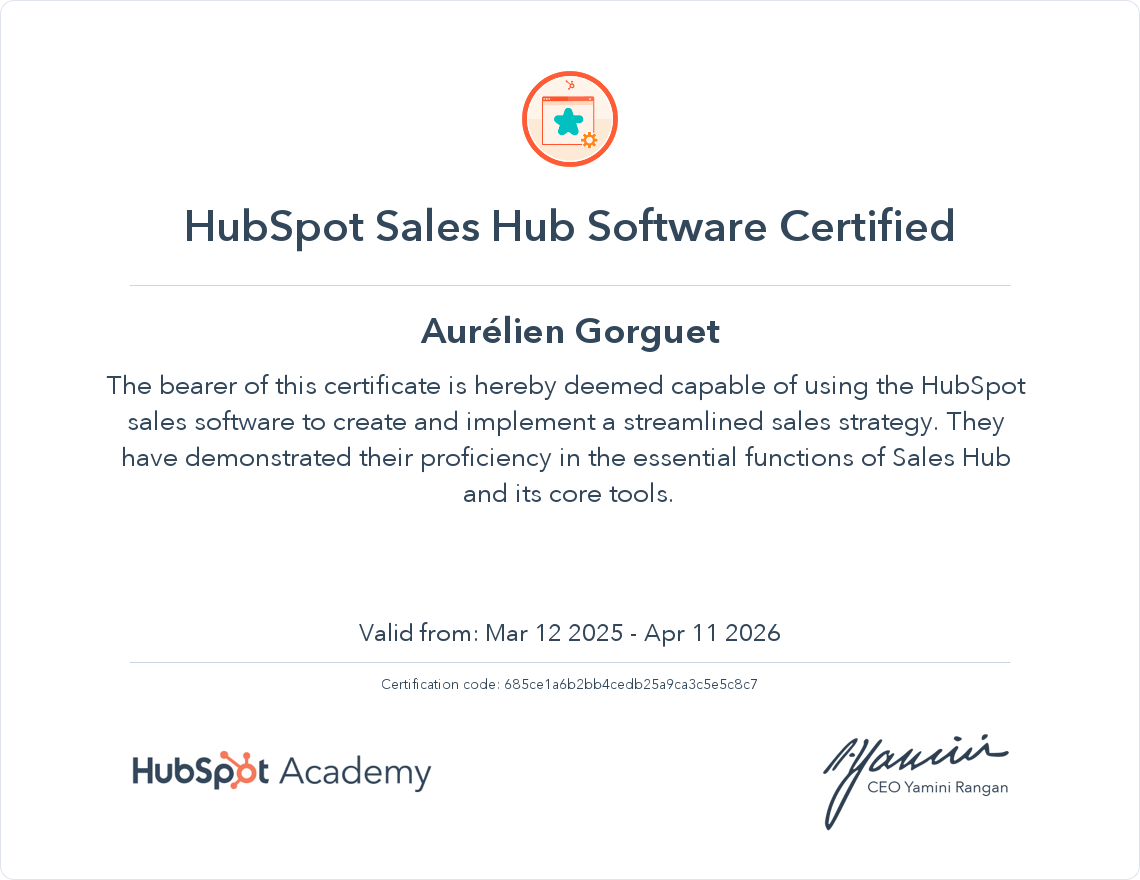 HubSpot Sales Hub Software Certified
Aurélien Gorguet
The bearer of this certificate is hereby deemed capable of using the HubSpot
sales software to create and implement a streamlined sales strategy. They
have demonstrated their proficiency in the essential functions of Sales Hub
and its core tools.
Valid from: Mar 12 2025 - Apr 11 2026
Certification code: 685ce1a6b2bb4cedb25a9ca3c5e5c8c7
HubSpot Academy
CEO Yamini Rangan